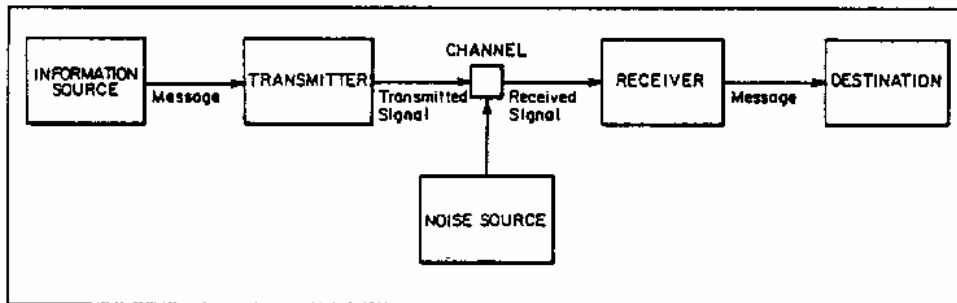 CHANNEL
INFORMATION
SOURCE
Message
TRANSMITTER
Transmitted
Signal
Received
Signal
RECEIVER
Message
DESTINATION
NOISE SOURCE